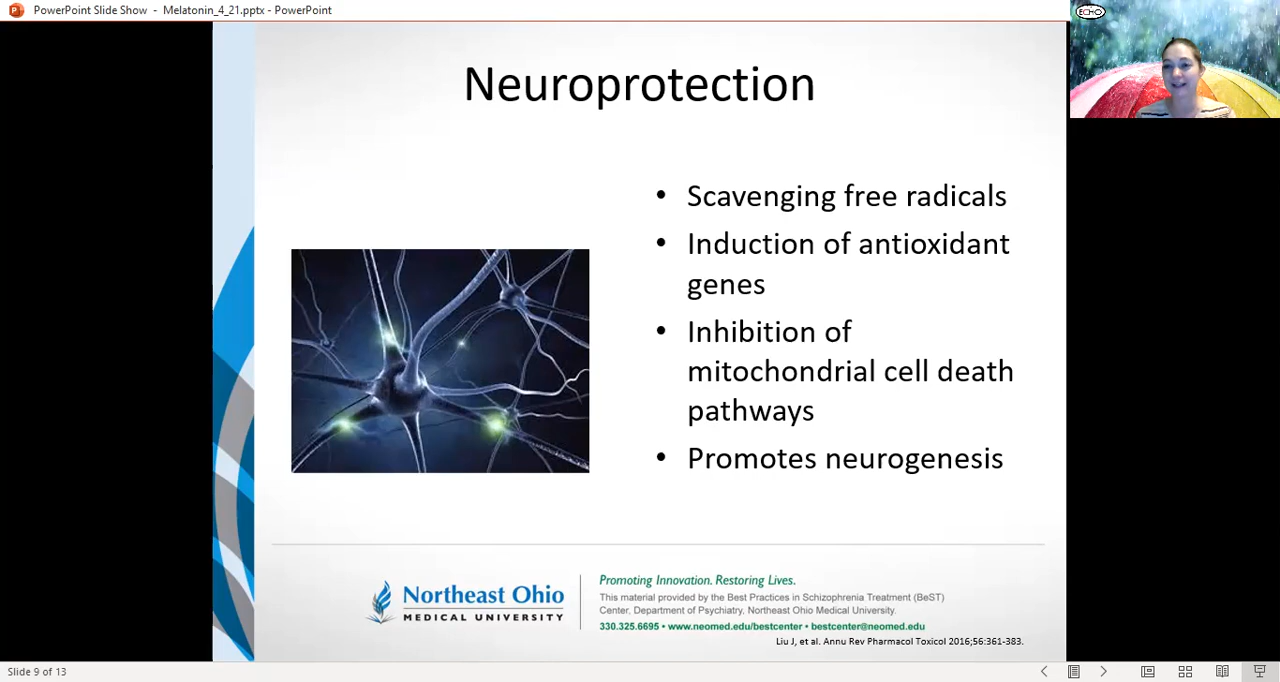 PowerPoint Slide Show - Melatonin_4_21.pptx - PowerPoint
ECHO
Neuroprotection
• Scavenging free radicals
• Induction of antioxidant
genes
• Inhibition of
mitochondrial cell death
pathways
• Promotes neurogenesis
Northeast Ohio
MEDICAL UNIVERSITY
Promoting Innovation. Restoring Lives.
This material provided by the Best Practices in Schizophrenia Treatment (BeST)
Center, Department of Psychiatry, Northeast Ohio Medical University.
330.325.6695 • www.neomed.edu/bestcenter • bestcenter@neomed.edu
Liu J, et al. Annu Rev Pharmacol Toxicol 2016;56:361-383.
Slide 9 of 13